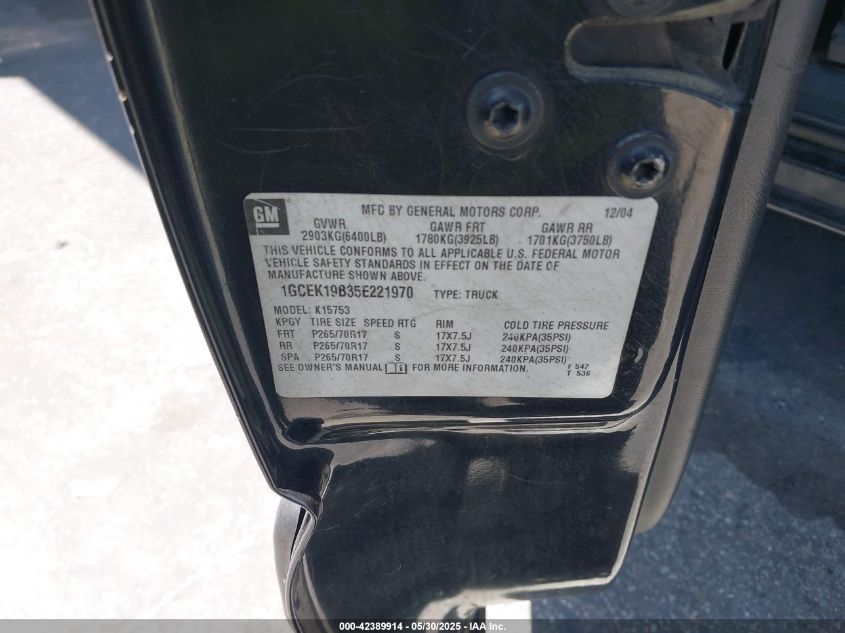 GM
MFD BY GENERAL MOTORS CORP. 12/04
GVWR GAWR FRT GAWR RR
2903KG(6400LB) 1780KG(3925LB) 1701KG(3750LB)
THIS VEHICLE CONFORMS TO ALL APPLICABLE U.S. FEDERAL MOTOR
VEHICLE SAFETY STANDARDS IN EFFECT ON THE DATE OF
MANUFACTURE SHOWN ABOVE.
1GCEK19B35E221970 TYPE: TRUCK
MODEL: K15753
KPGY TIRE SIZE SPEED RTG RIM COLD TIRE PRESSURE
FRT P265/70R17 S 17X7.5J 240KPA(35PSI)
RR P265/70R17 S 17X7.5J 240KPA(35PSI)
SPA P265/70R17 S 17X7.5J 240KPA(35PSI)
SEE OWNER'S MANUAL i FOR MORE INFORMATION.
F 547
T 536
000-42389914 - 05/30/2025 - IAAI.COM